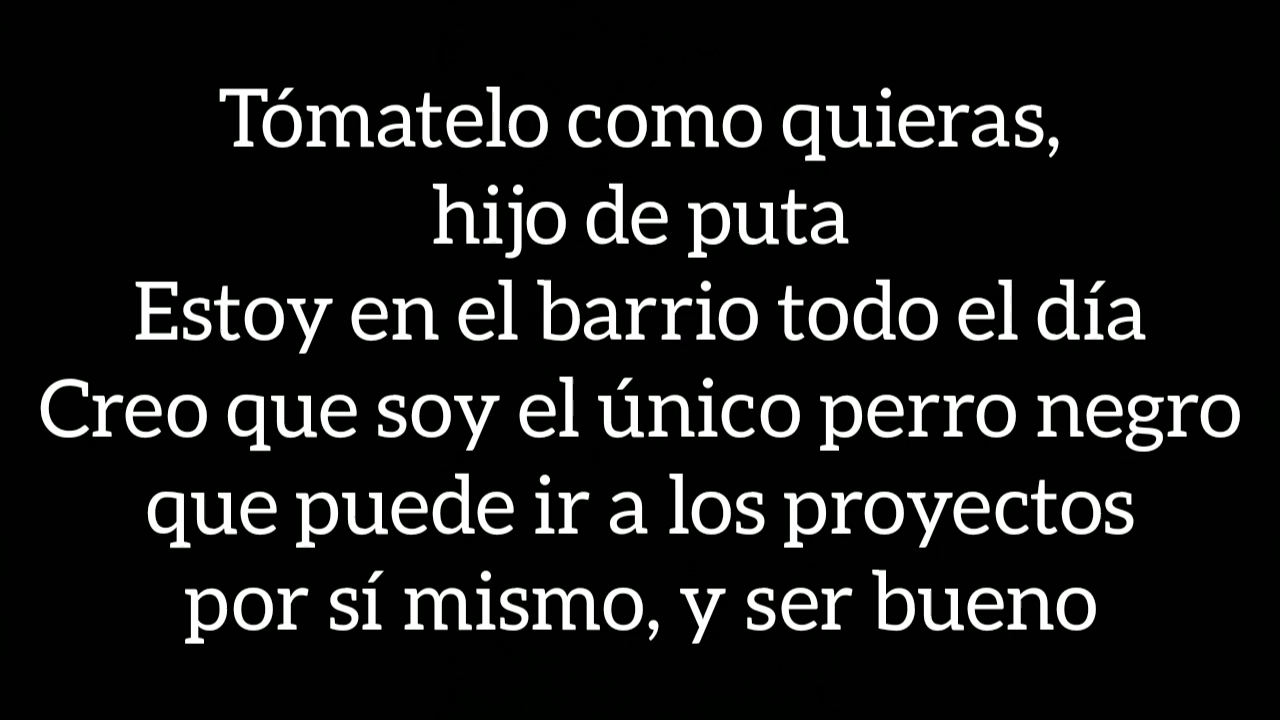 Tómatelo como quieras,
hijo de puta
Estoy en el barrio todo el día
Creo que soy el único perro negro
que puede ir a los proyectos
por sí mismo, y ser bueno